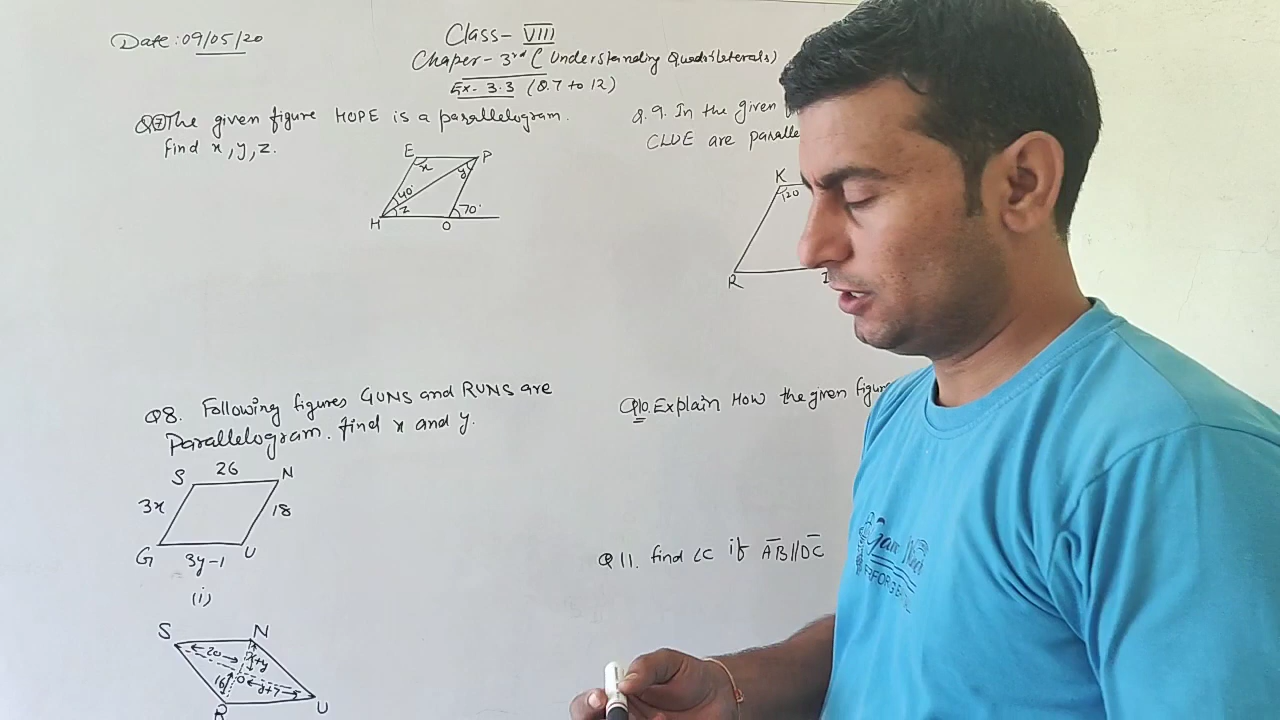 Date: 09/05/20
Class- VIII
Chaper - 3rd ( Understanding Quadrilaterals)
Ex- 3.3 (Q.7 to 12)
Q7 The given figure HOPE is a parallelogram.
find x, y, z.
E
P
x
y
40°
z
70°
H
O
Q.9. In the given
CLUE are paralle
K
120
R
I
Q8. Following figures GUNS and RUNS are
Parallelogram. find x and y.
S
26
N
3x
18
G
3y-1
U
(i)
S
N
20
x+y
16
O
y+7
R
U
Q10. Explain How the given figure
Q11. find ∠C if AB||DC